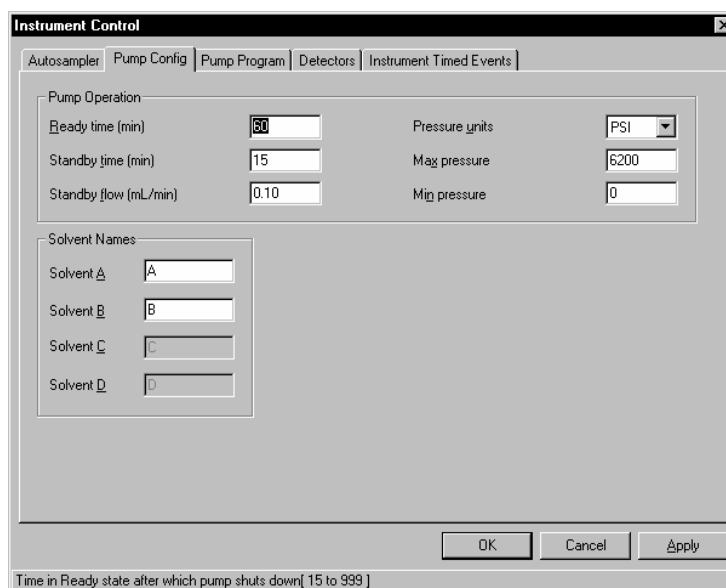 Instrument Control
Autosampler Pump Config Pump Program Detectors Instrument Timed Events
Pump Operation
Ready time (min) 60 Pressure units PSI
Standby time (min) 15 Max pressure 6200
Standby flow (mL/min) 0.10 Min pressure 0
Solvent Names
Solvent A A
Solvent B B
Solvent C C
Solvent D D
OK Cancel Apply
Time in Ready state after which pump shuts down[ 15 to 999 ]